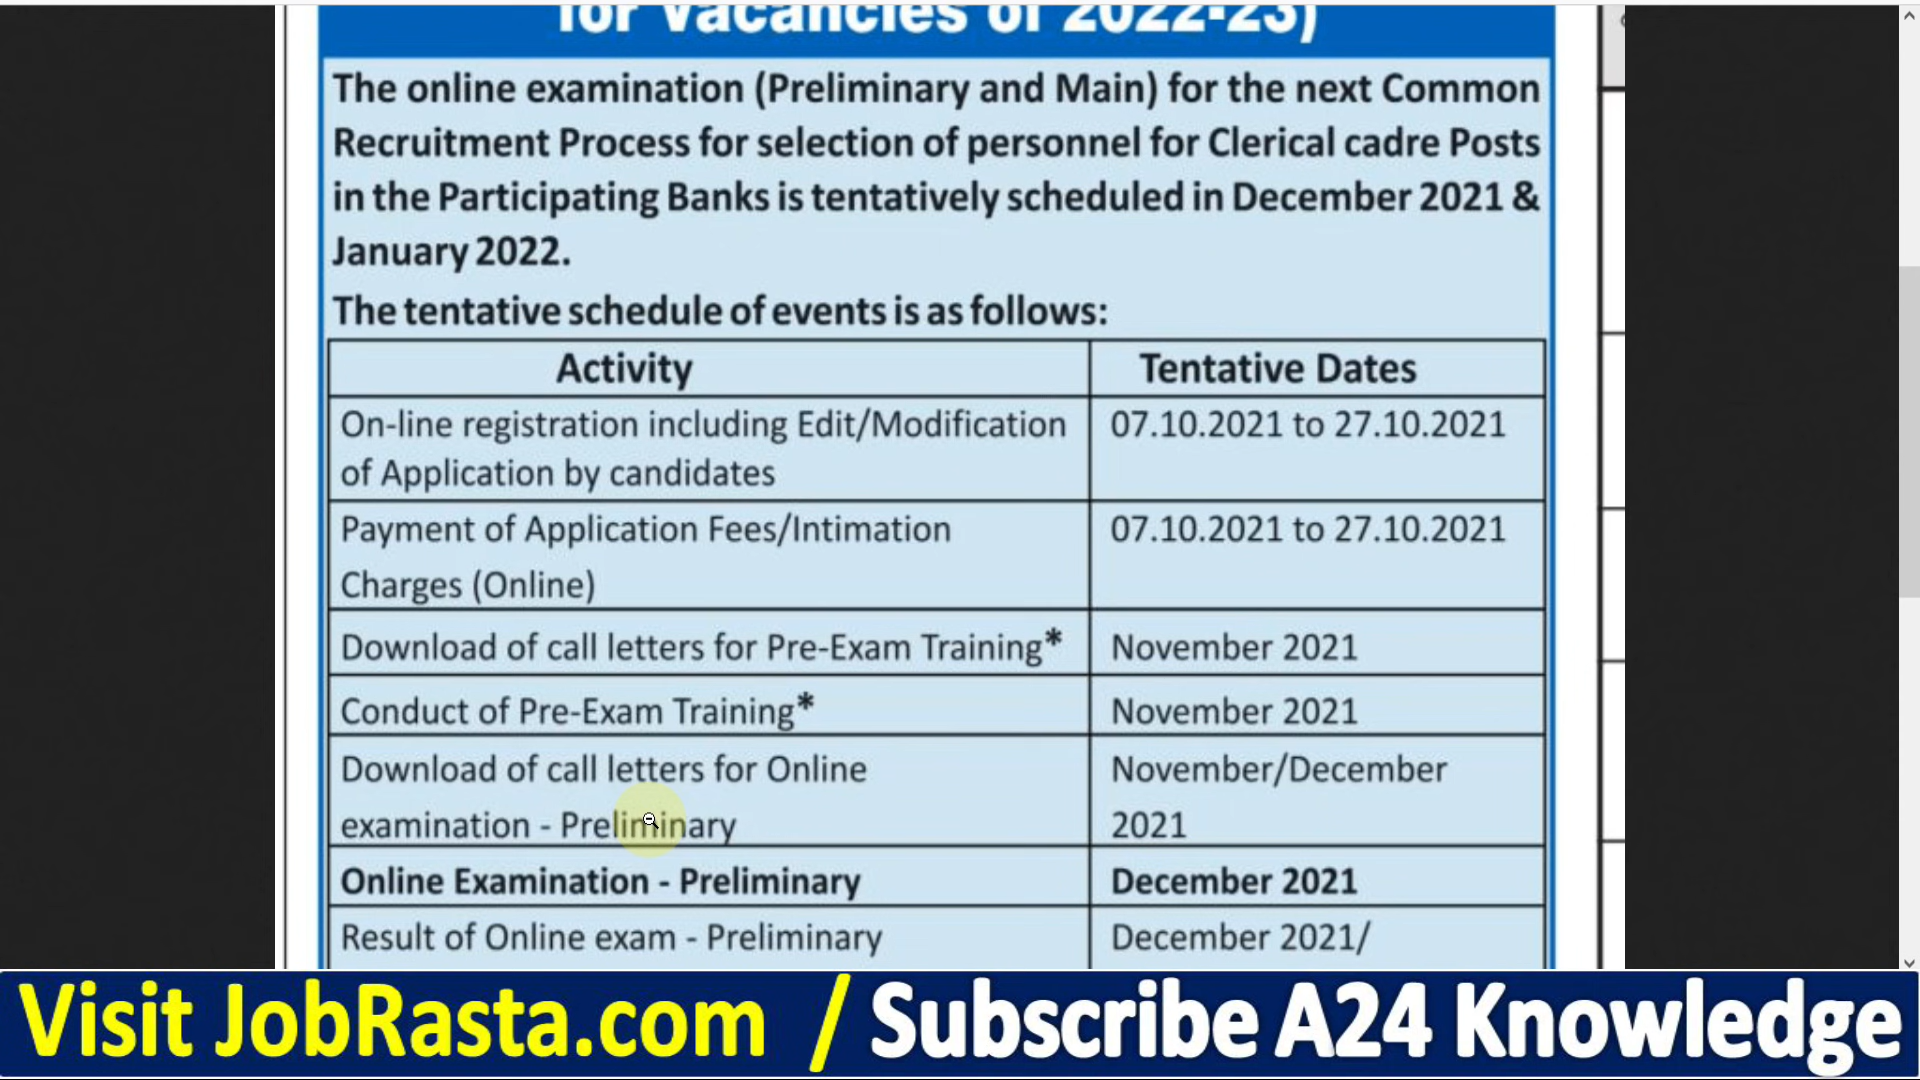 for Vacancies of 2022-23)
The online examination (Preliminary and Main) for the next Common
Recruitment Process for selection of personnel for Clerical cadre Posts
in the Participating Banks is tentatively scheduled in December 2021 &
January 2022.
The tentative schedule of events is as follows:
Activity Tentative Dates
On-line registration including Edit/Modification 07.10.2021 to 27.10.2021
of Application by candidates
Payment of Application Fees/Intimation 07.10.2021 to 27.10.2021
Charges (Online)
Download of call letters for Pre-Exam Training* November 2021
Conduct of Pre-Exam Training* November 2021
Download of call letters for Online November/December
examination - Preliminary 2021
Online Examination - Preliminary December 2021
Result of Online exam - Preliminary December 2021/
Visit JobRasta.com / Subscribe A24 Knowledge